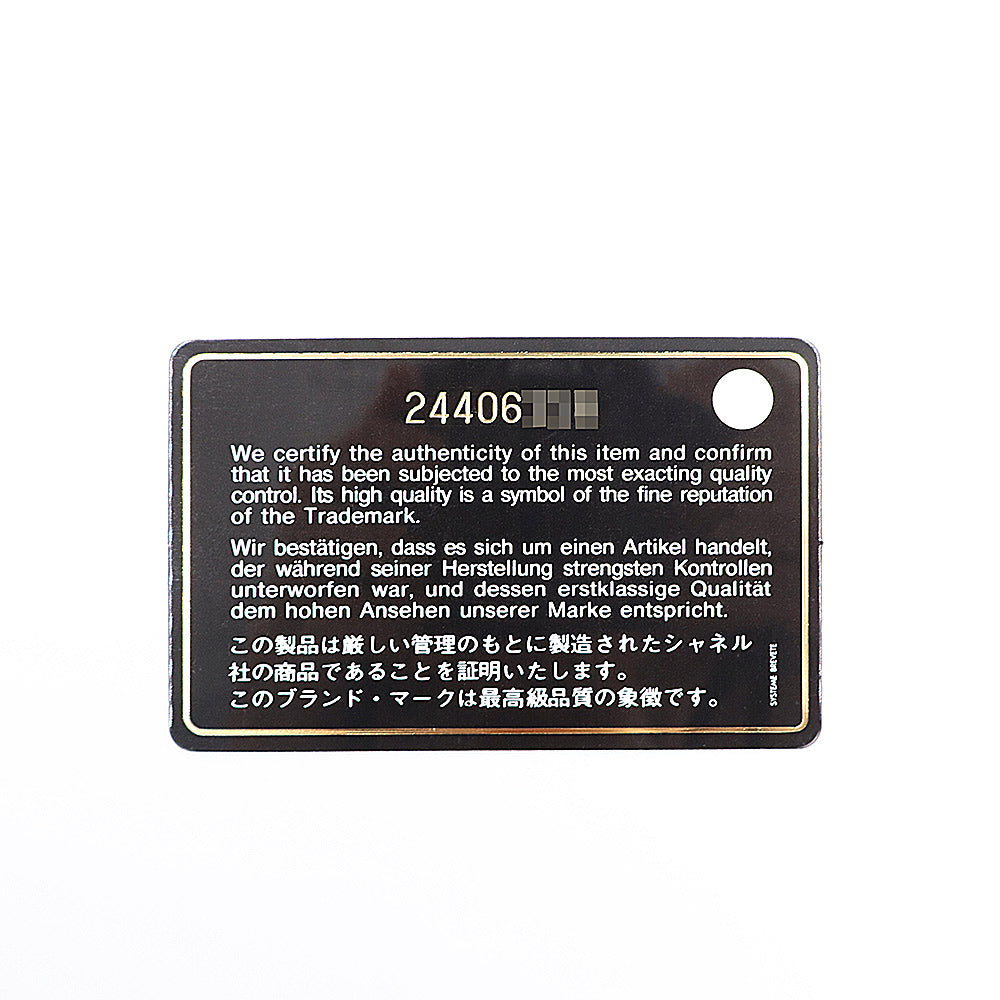 24406
We certify the authenticity of this item and confirm
that it has been subjected to the most exacting quality
control. Its high quality is a symbol of the fine reputation
of the Trademark.
Wir bestätigen, dass es sich um einen Artikel handelt,
der während seiner Herstellung strengsten Kontrollen
unterworfen war, und dessen erstklassige Qualität
dem hohen Ansehen unserer Marke entspricht.
この製品は厳しい管理のもとに製造されたシャネル
社の商品であることを証明いたします。
このブランド・マークは最高級品質の象徴です。
SYSTEME BREVETE